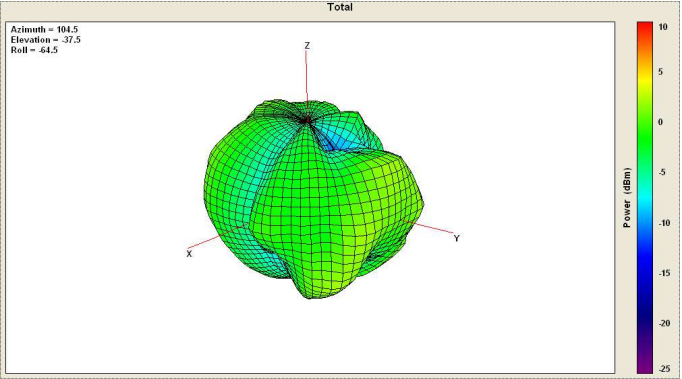 Total
Azimuth = 104.5
Elevation = -37.5
Roll = -64.5
Z
X
Y
10
5
0
-5
-10
-15
-20
-25
Power (dBm)